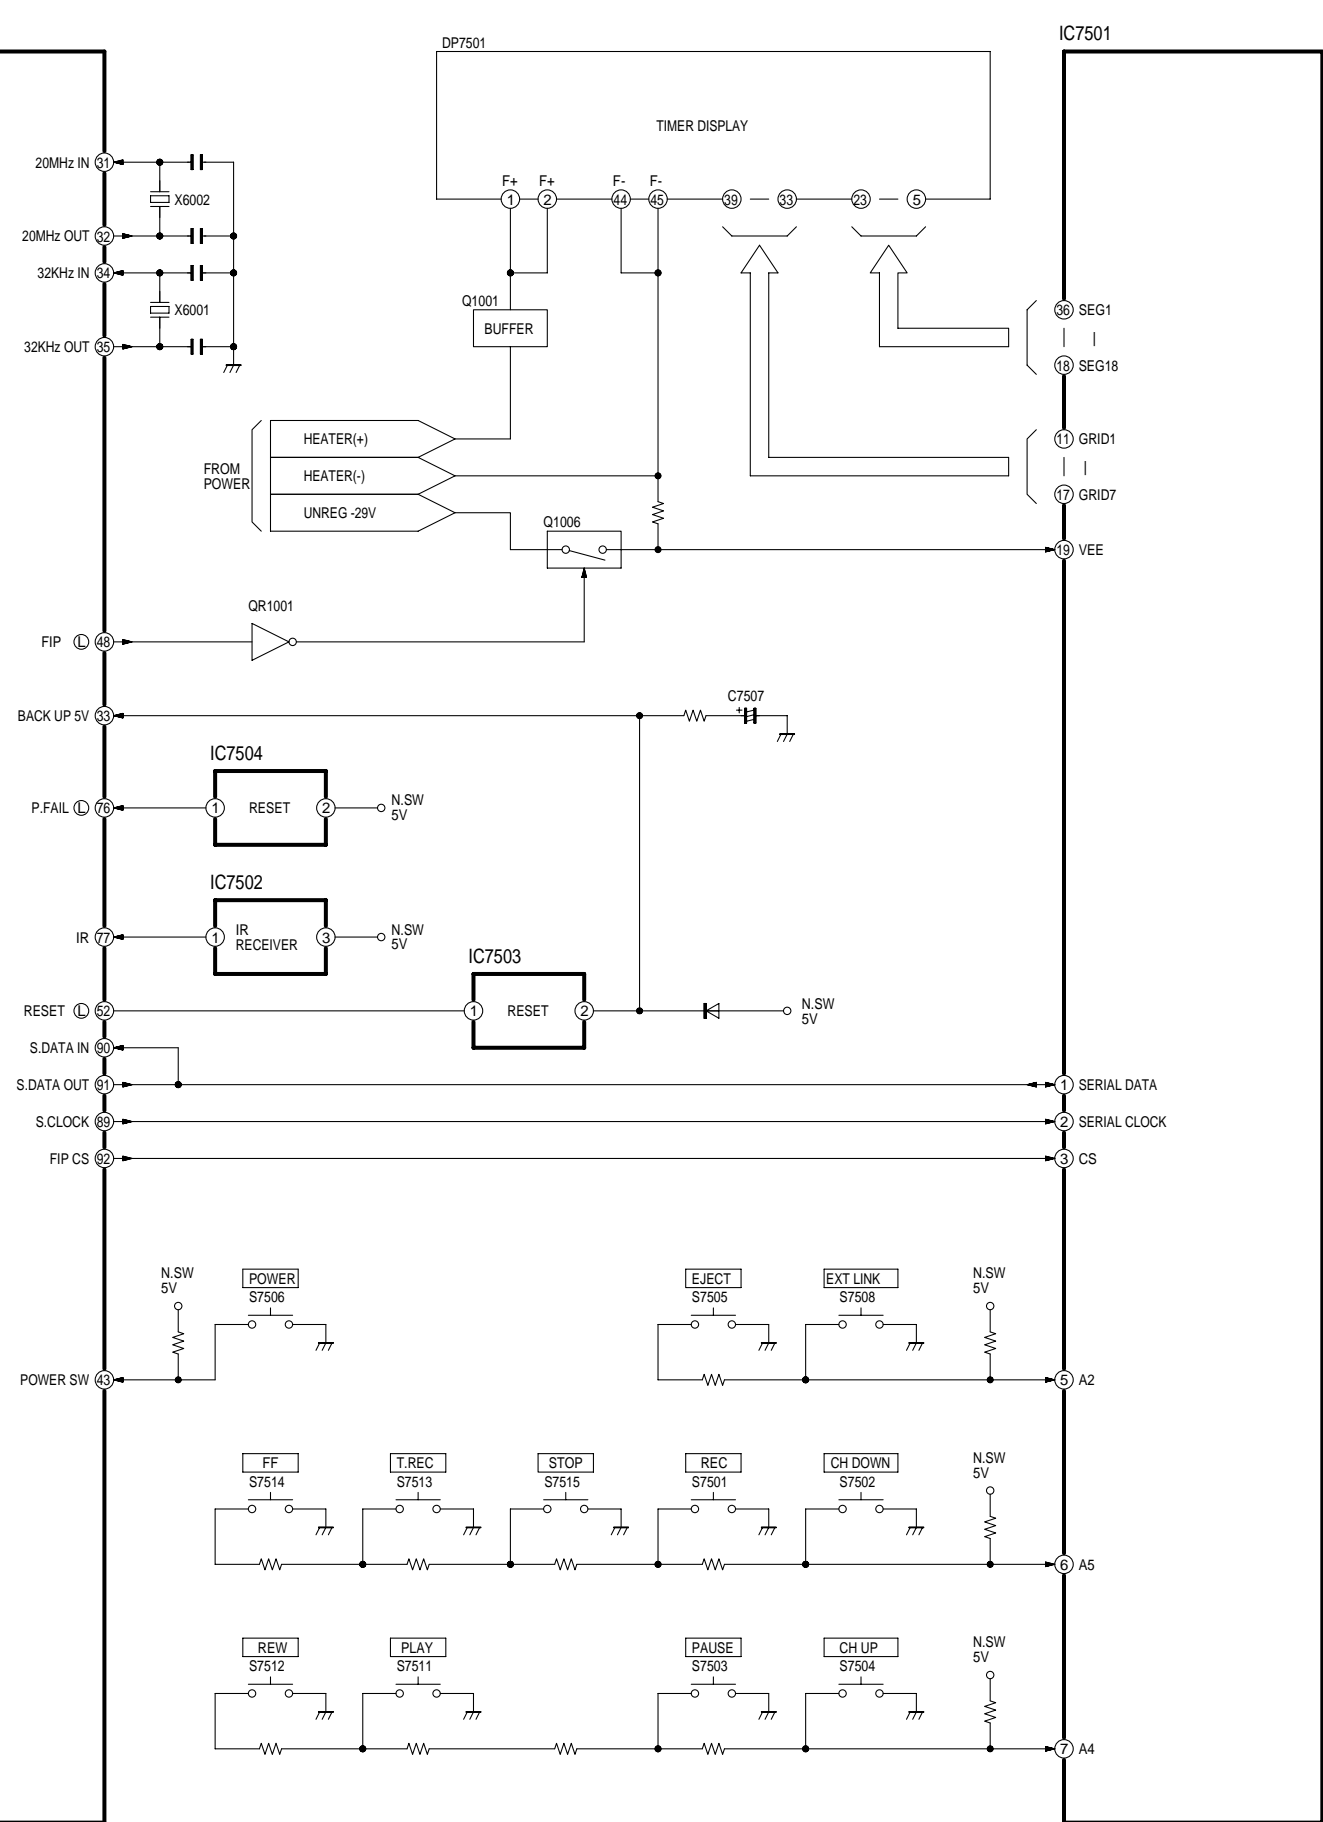 IC7501
DP7501
TIMER DISPLAY
F+ F+ F- F-
1 2 44 45 39 — 33 23 — 5
20MHz IN 31
X6002
20MHz OUT 32
32KHz IN 34
X6001
32KHz OUT 35
Q1001
BUFFER
36 SEG1
18 SEG18
11 GRID1
17 GRID7
FROM
POWER
HEATER(+)
HEATER(-)
UNREG -29V
Q1006
19 VEE
QR1001
FIP L 48
C7507
+
BACK UP 5V 33
IC7504
P.FAIL L 76
1 RESET 2
N.SW
5V
IC7502
IR 77
1 IR
RECEIVER 3
N.SW
5V
IC7503
RESET L 52
1 RESET 2
N.SW
5V
S.DATA IN 90
S.DATA OUT 91
1 SERIAL DATA
S.CLOCK 89
2 SERIAL CLOCK
FIP CS 92
3 CS
N.SW
5V
POWER
S7506
EJECT
S7505
EXT LINK
S7508
N.SW
5V
POWER SW 43
5 A2
FF
S7514
T.REC
S7513
STOP
S7515
REC
S7501
CH DOWN
S7502
N.SW
5V
6 A5
REW
S7512
PLAY
S7511
PAUSE
S7503
CH UP
S7504
N.SW
5V
7 A4